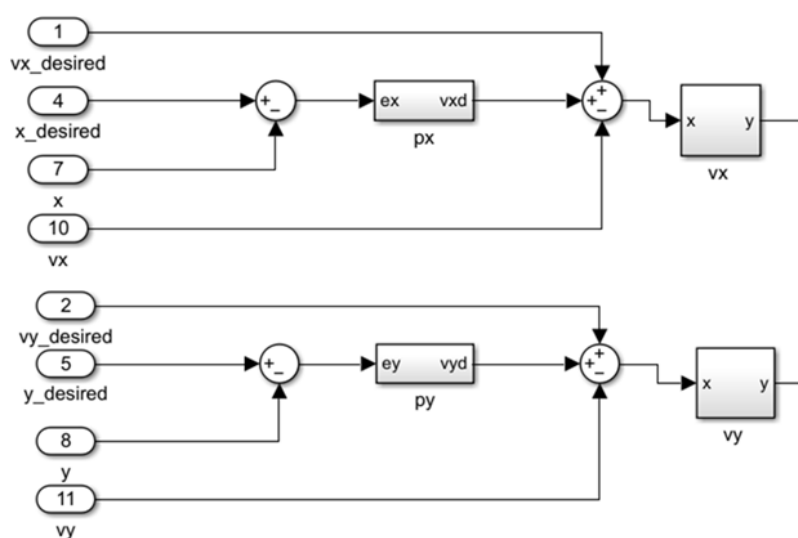 1
vx_desired
4
x_desired
+
−
ex vxd
px
+
+
−
x y
vx
7
x
10
vx
2
vy_desired
5
y_desired
+
−
ey vyd
py
+
+
−
x y
vy
8
y
11
vy